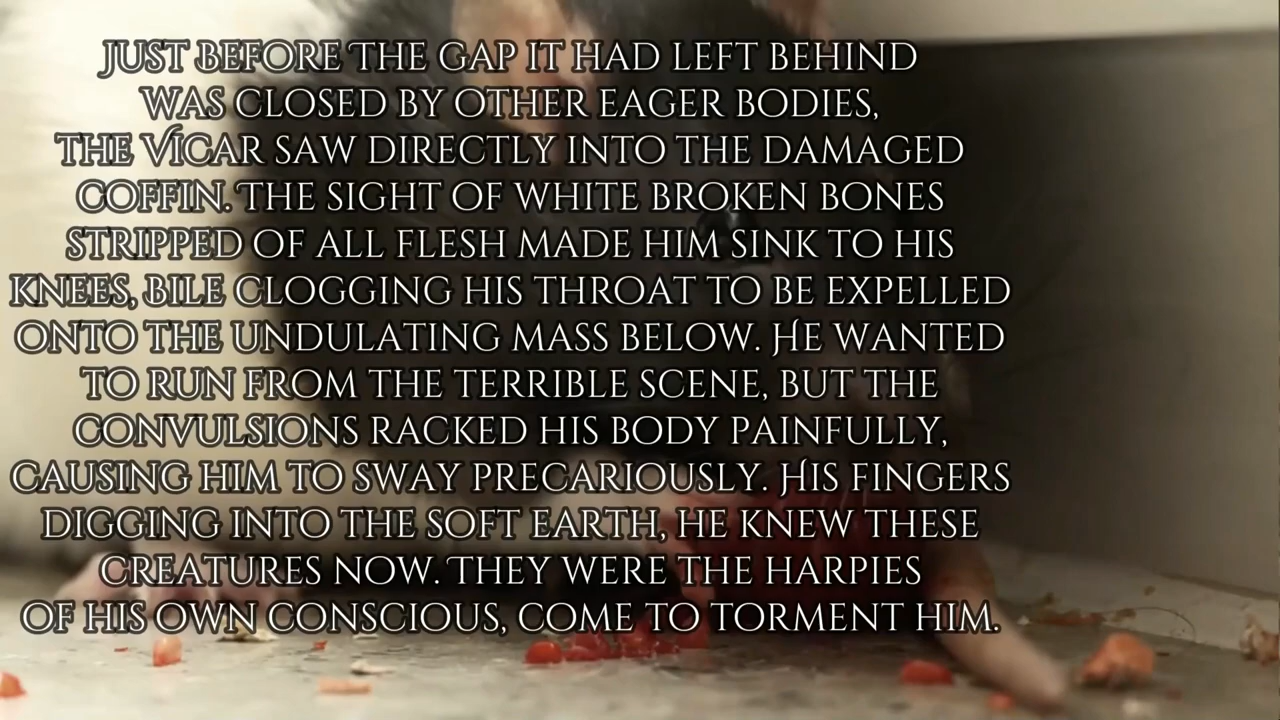 JUST BEFORE THE GAP IT HAD LEFT BEHIND
WAS CLOSED BY OTHER EAGER BODIES,
THE VICAR SAW DIRECTLY INTO THE DAMAGED
COFFIN. THE SIGHT OF WHITE BROKEN BONES
STRIPPED OF ALL FLESH MADE HIM SINK TO HIS
KNEES, BILE CLOGGING HIS THROAT TO BE EXPELLED
ONTO THE UNDULATING MASS BELOW. HE WANTED
TO RUN FROM THE TERRIBLE SCENE, BUT THE
CONVULSIONS RACKED HIS BODY PAINFULLY,
CAUSING HIM TO SWAY PRECARIOUSLY. HIS FINGERS
DIGGING INTO THE SOFT EARTH, HE KNEW THESE
CREATURES NOW. THEY WERE THE HARPIES
OF HIS OWN CONSCIOUS, COME TO TORMENT HIM.